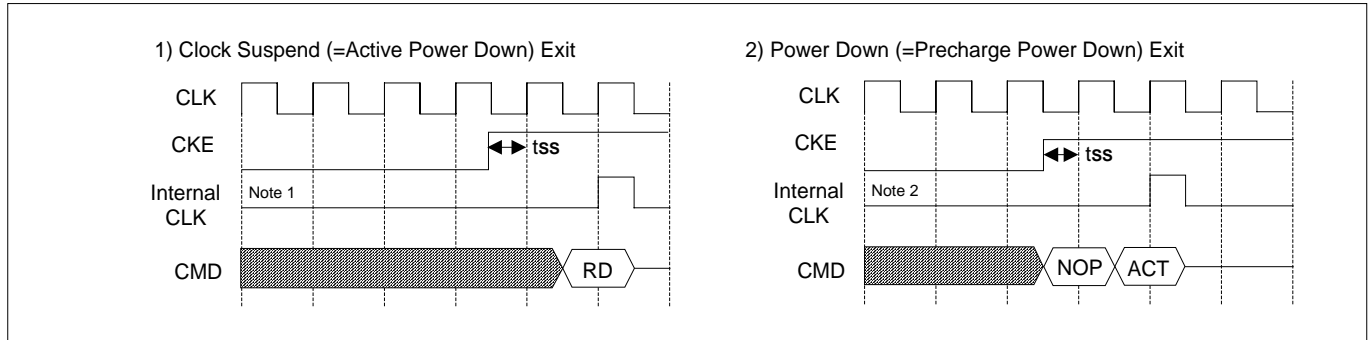 1) Clock Suspend (=Active Power Down) Exit
CLK
CKE
tss
Internal
CLK
Note 1
CMD
RD
2) Power Down (=Precharge Power Down) Exit
CLK
CKE
tss
Internal
CLK
Note 2
CMD
NOP
ACT